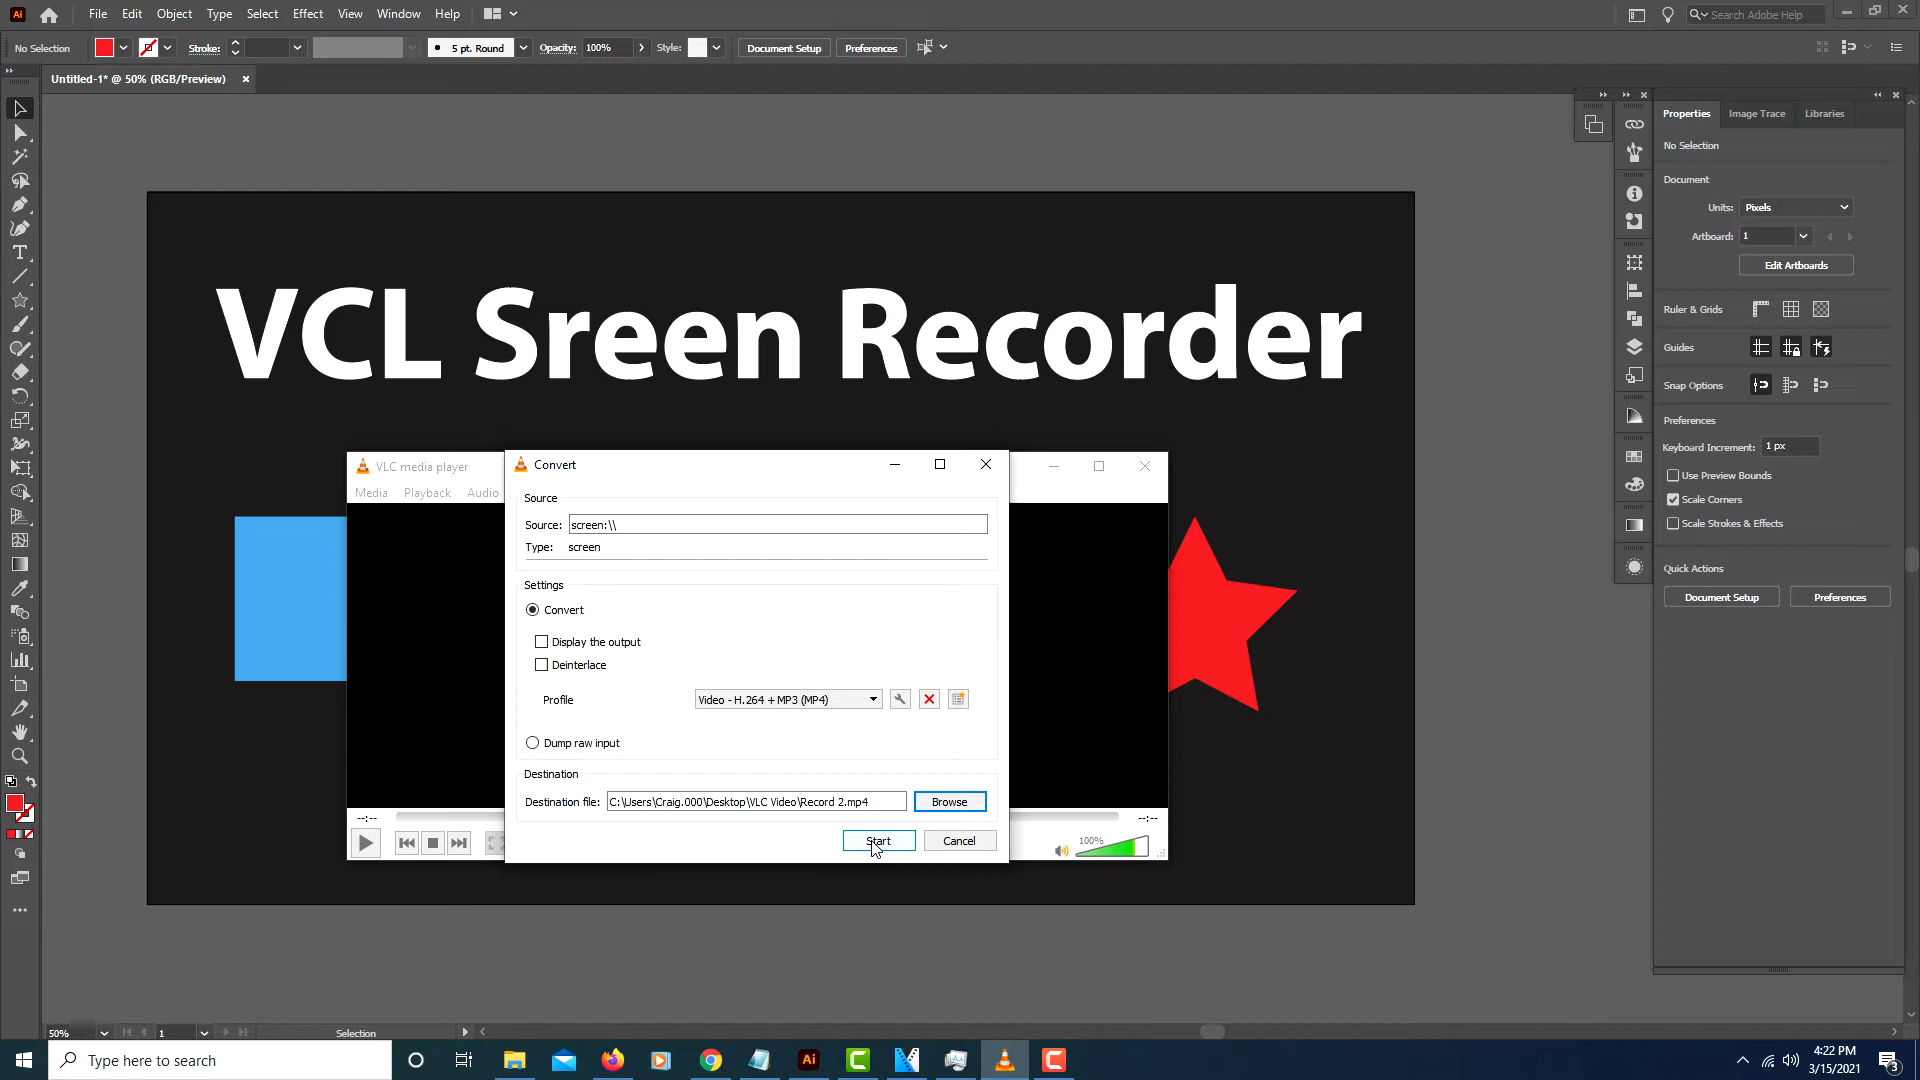 File Edit Object Type Select Effect View Window Help
Search Adobe Help
No Selection Stroke: 5 pt. Round Opacity: 100% Style: Document Setup Preferences
Untitled-1* @ 50% (RGB/Preview)
Properties Image Trace Libraries
No Selection
Document
Units: Pixels
Artboard: 1
Edit Artboards
Ruler & Grids
Guides
Snap Options
Preferences
Keyboard Increment: 1 px
Use Preview Bounds
Scale Corners
Scale Strokes & Effects
Quick Actions
Document Setup Preferences
VCL Sreen Recorder
VLC media player
Media Playback Audio
Convert
Source
Source: screen:\\
Type: screen
Settings
Convert
Display the output
Deinterlace
Profile Video - H.264 + MP3 (MP4)
Dump raw input
Destination
Destination file: C:\Users\Craig.000\Desktop\VLC Video\Record 2.mp4 Browse
Start Cancel
--:-- --:--
100%
50% 1 Selection
Type here to search
4:22 PM
3/15/2021
3